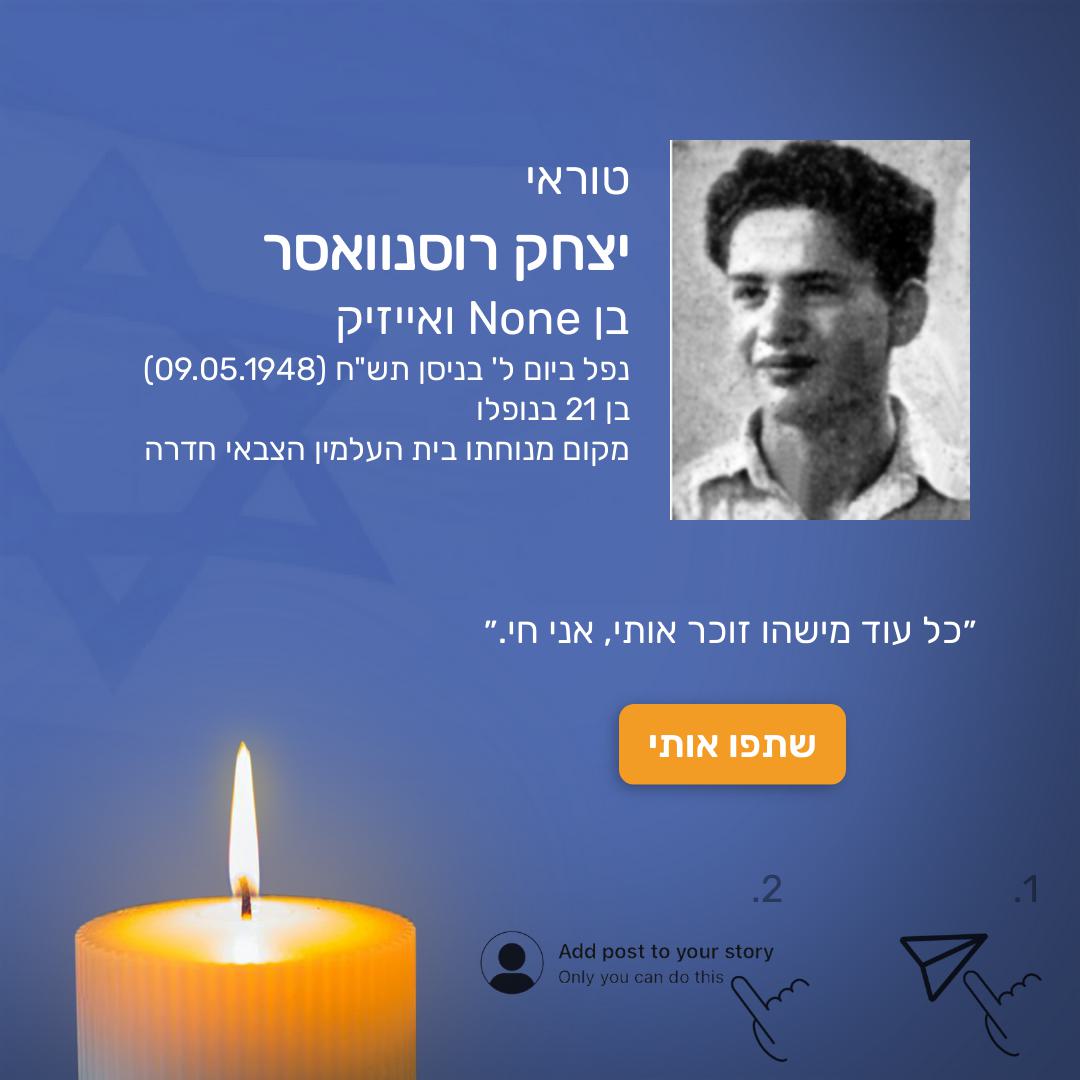 טוראי
יצחק רוסנוואסר
בן None ואייזיק
נפל ביום ל' בניסן תש"ח (09.05.1948)
בן 21 בנופלו
מקום מנוחתו בית העלמין הצבאי חדרה
״כל עוד מישהו זוכר אותי, אני חי.״
שתפו אותי
.1
.2
Add post to your story
Only you can do this